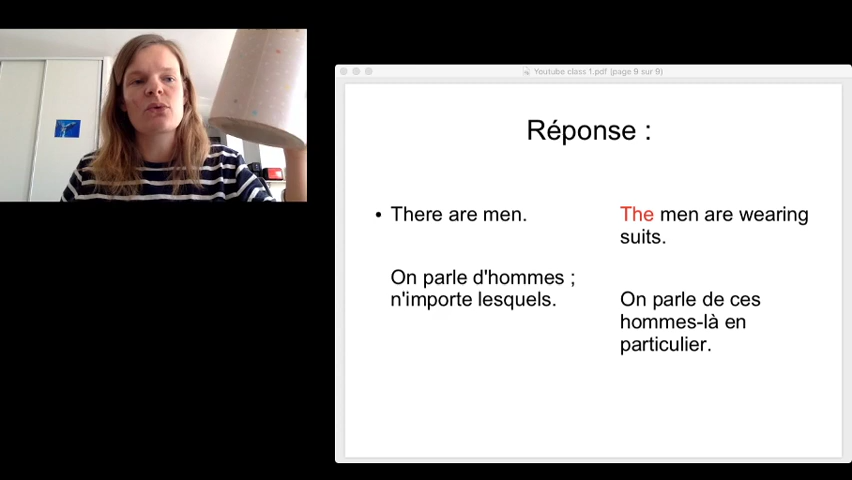 Youtube class 1.pdf (page 9 sur 9)
Réponse :
• There are men.
On parle d'hommes ;
n'importe lesquels.
The men are wearing
suits.
On parle de ces
hommes-là en
particulier.